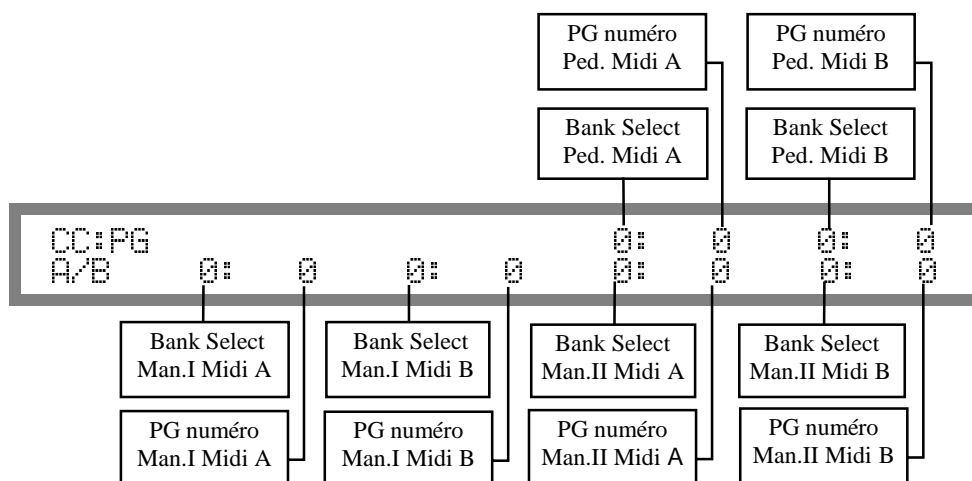 PG numéro PG numéro
Ped. Midi A Ped. Midi B
Bank Select Bank Select
Ped. Midi A Ped. Midi B
CC:PG 0: 0 0: 0
A/B 0: 0 0: 0 0: 0 0: 0
Bank Select Bank Select Bank Select Bank Select
Man.I Midi A Man.I Midi B Man.II Midi A Man.II Midi B
PG numéro PG numéro PG numéro PG numéro
Man.I Midi A Man.I Midi B Man.II Midi A Man.II Midi B